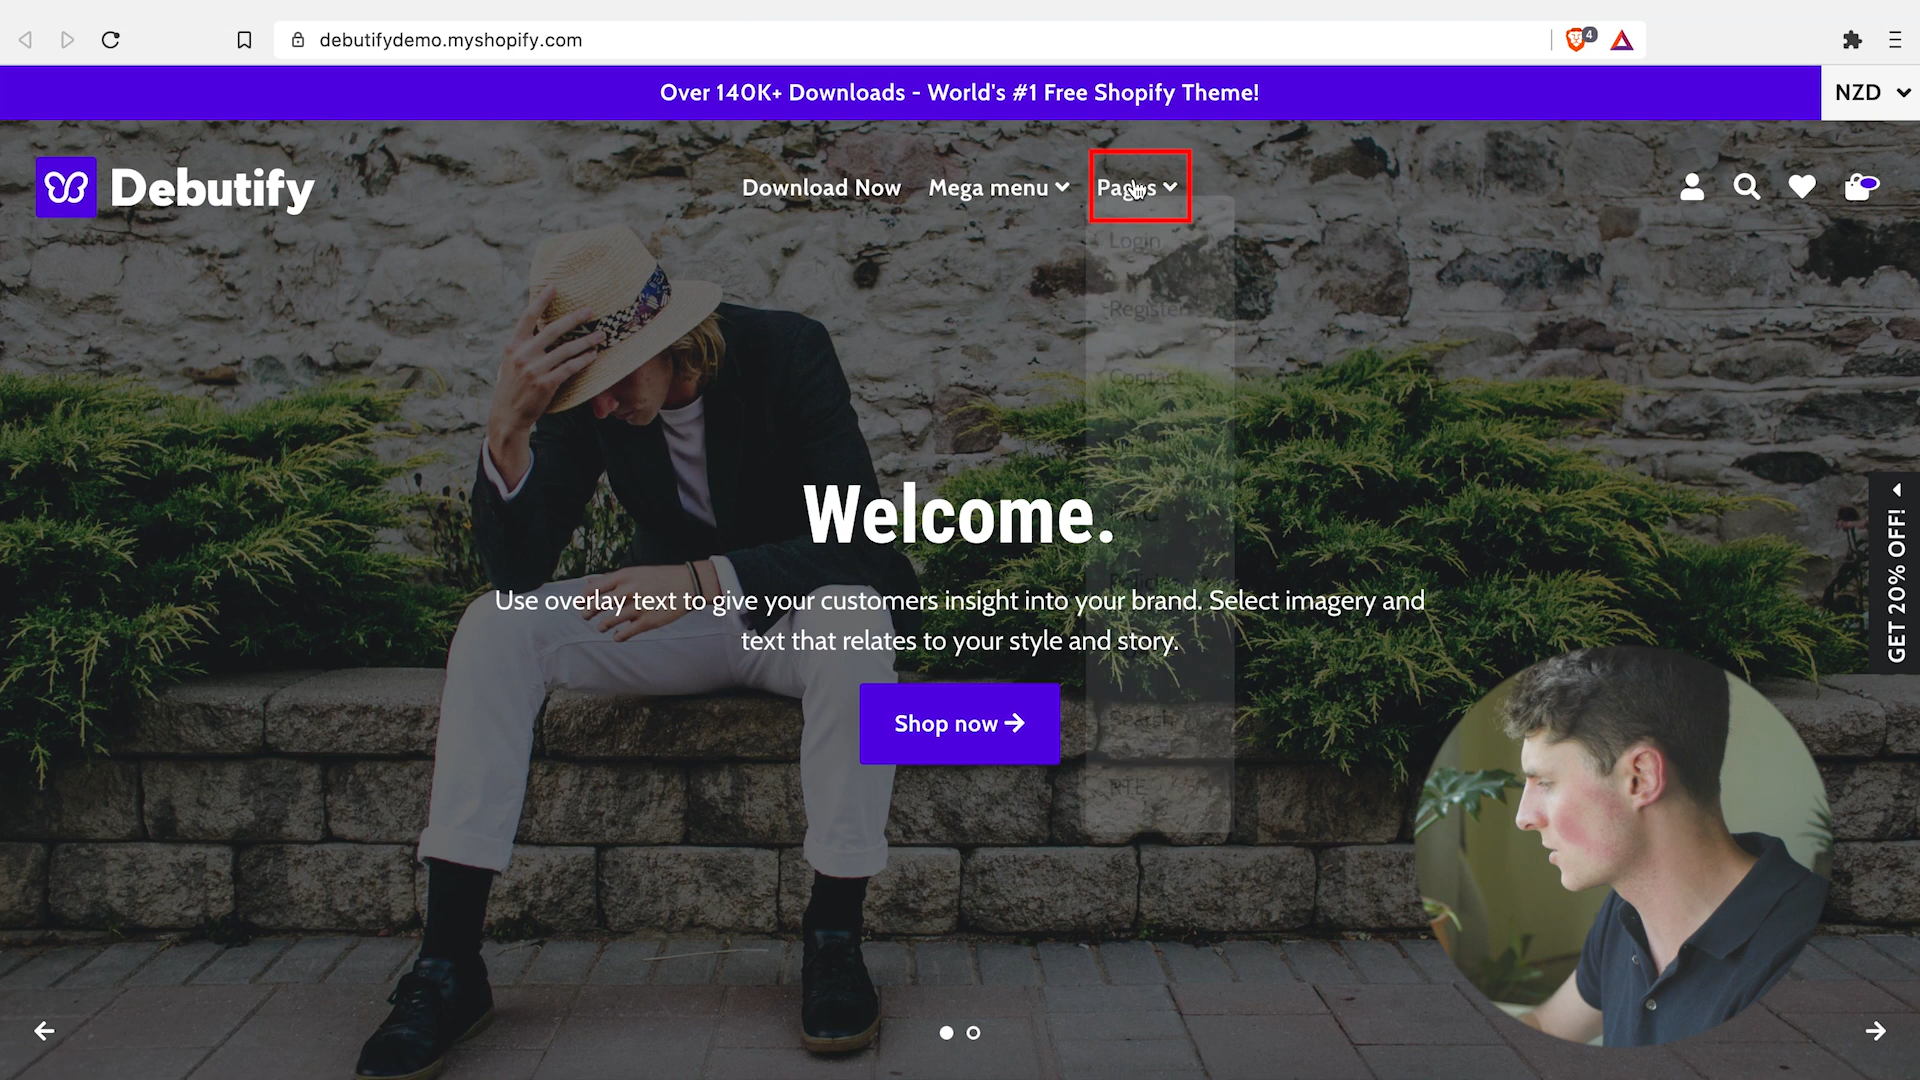 debutifydemo.myshopify.com
4
Over 140K+ Downloads - World's #1 Free Shopify Theme!
NZD
Debutify
Download Now
Mega menu
Pages
Login
Register
Contact
Welcome.
Use overlay text to give your customers insight into your brand. Select imagery and
text that relates to your style and story.
Shop now
Search
RTE
GET 20% OFF!